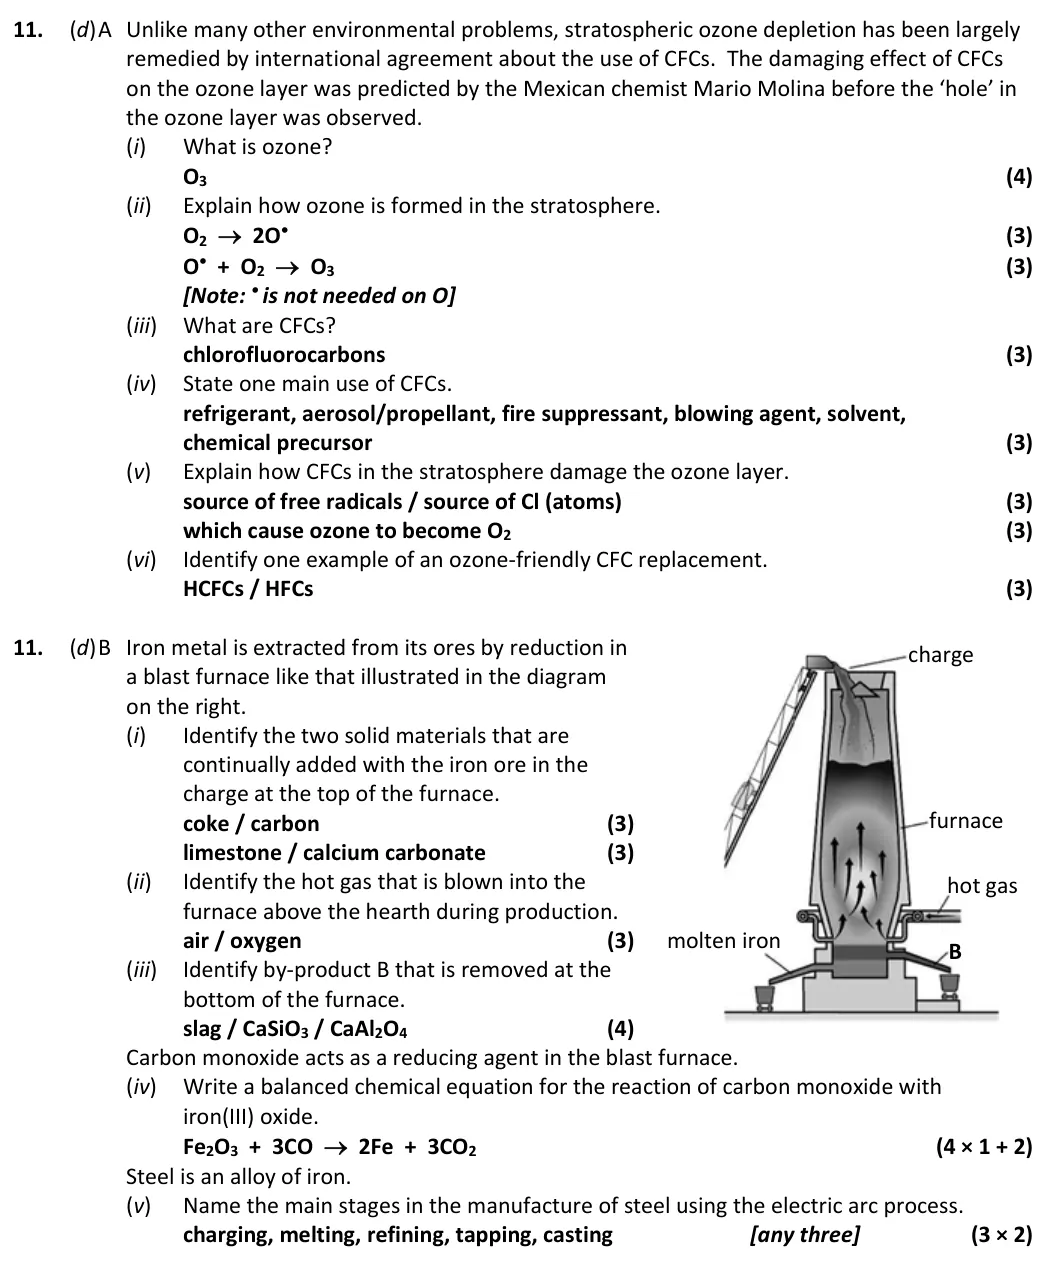 11. (d)A Unlike many other environmental problems, stratospheric ozone depletion has been largely
remedied by international agreement about the use of CFCs. The damaging effect of CFCs
on the ozone layer was predicted by the Mexican chemist Mario Molina before the ‘hole’ in
the ozone layer was observed.
(i) What is ozone?
O₃ (4)
(ii) Explain how ozone is formed in the stratosphere.
O₂ → 2O• (3)
O• + O₂ → O₃ (3)
[Note: • is not needed on O]
(iii) What are CFCs?
chlorofluorocarbons (3)
(iv) State one main use of CFCs.
refrigerant, aerosol/propellant, fire suppressant, blowing agent, solvent,
chemical precursor (3)
(v) Explain how CFCs in the stratosphere damage the ozone layer.
source of free radicals / source of Cl (atoms) (3)
which cause ozone to become O₂ (3)
(vi) Identify one example of an ozone-friendly CFC replacement.
HCFCs / HFCs (3)
11. (d)B Iron metal is extracted from its ores by reduction in
a blast furnace like that illustrated in the diagram
on the right.
(i) Identify the two solid materials that are
continually added with the iron ore in the
charge at the top of the furnace.
coke / carbon (3)
limestone / calcium carbonate (3)
(ii) Identify the hot gas that is blown into the
furnace above the hearth during production.
air / oxygen (3)
(iii) Identify by-product B that is removed at the
bottom of the furnace.
slag / CaSiO₃ / CaAl₂O₄ (4)
charge
furnace
hot gas
molten iron
B
Carbon monoxide acts as a reducing agent in the blast furnace.
(iv) Write a balanced chemical equation for the reaction of carbon monoxide with
iron(III) oxide.
Fe₂O₃ + 3CO → 2Fe + 3CO₂ (4 × 1 + 2)
Steel is an alloy of iron.
(v) Name the main stages in the manufacture of steel using the electric arc process.
charging, melting, refining, tapping, casting [any three] (3 × 2)